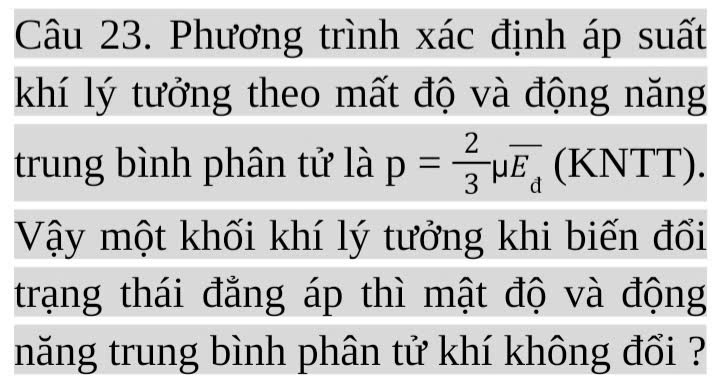 Câu 23. Phương trình xác định áp suất
khí lý tưởng theo mất độ và động năng
trung bình phân tử là p = \frac{2}{3}μ\overline{E_đ} (KNTT).
Vậy một khối khí lý tưởng khi biến đổi
trạng thái đẳng áp thì mật độ và động
năng trung bình phân tử khí không đổi ?